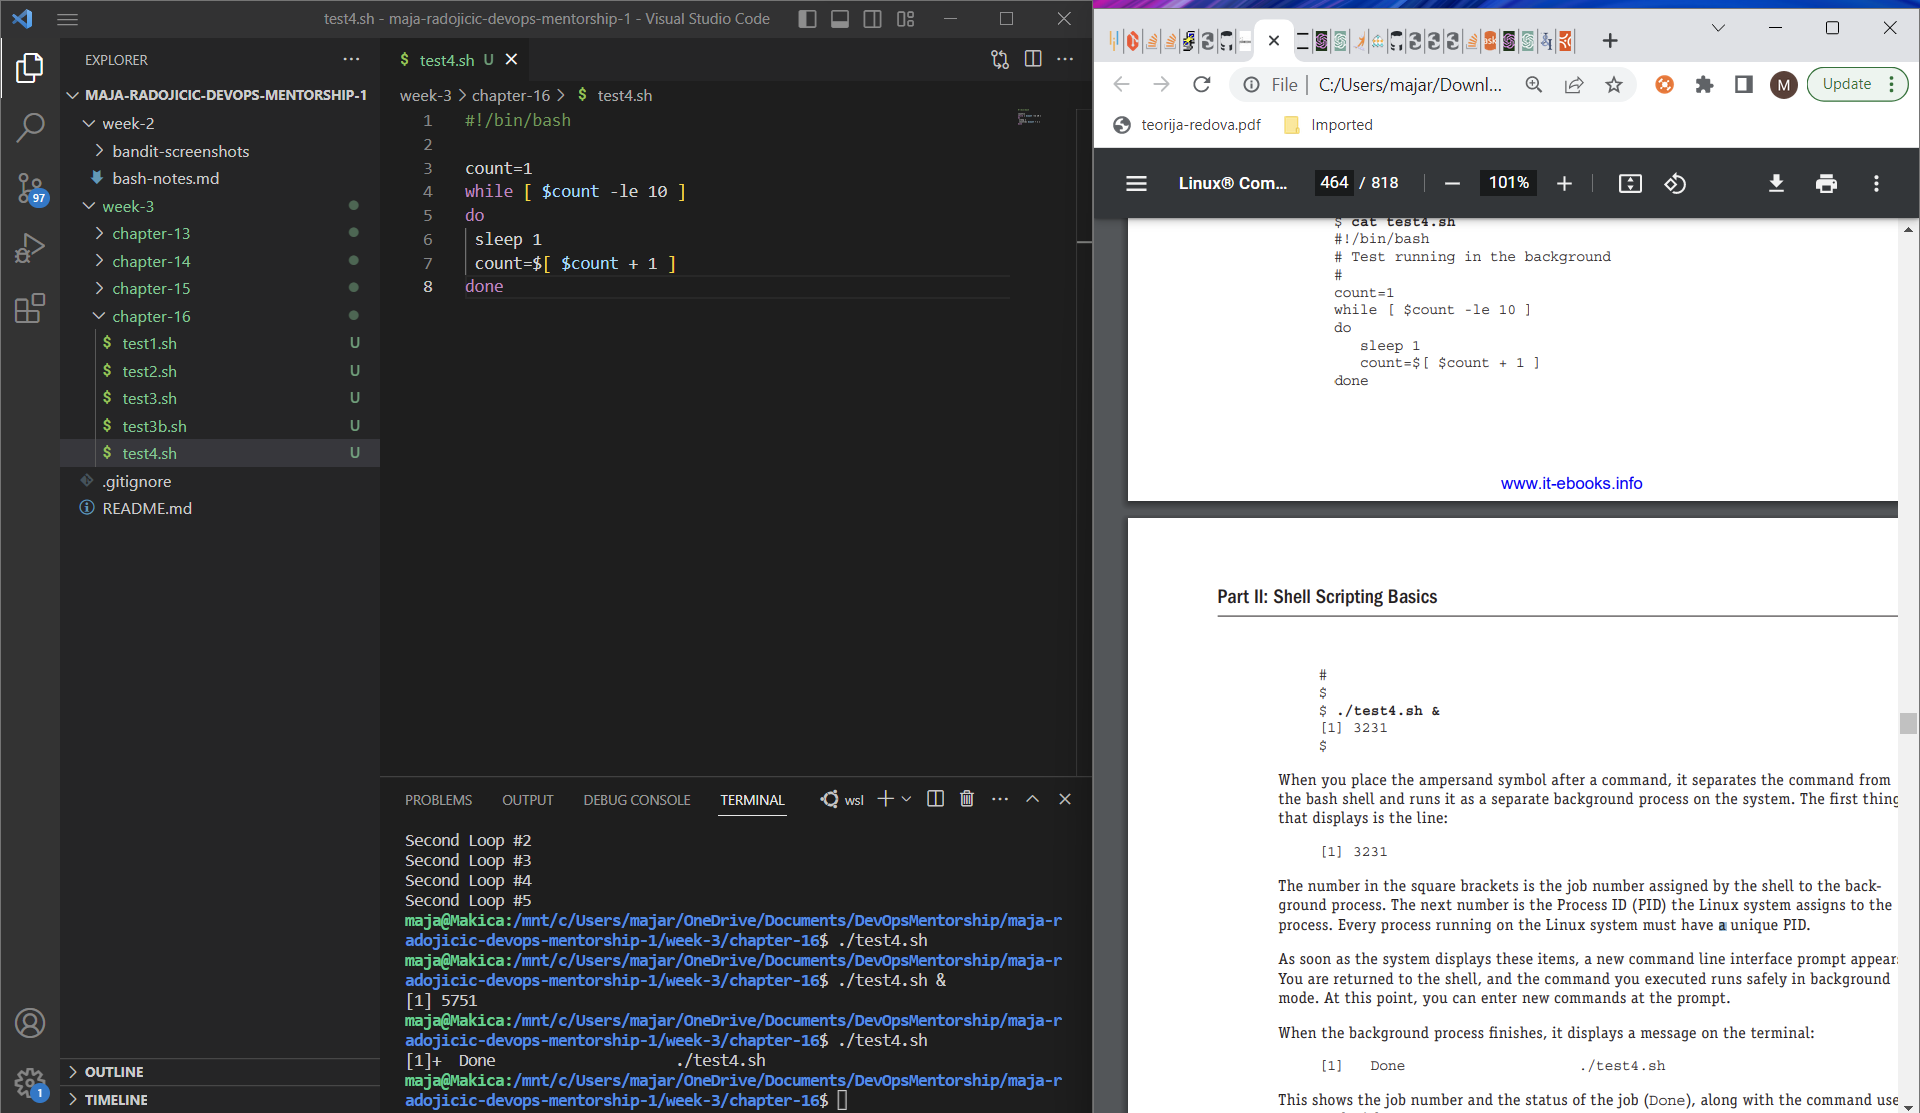 test4.sh - maja-radojicic-devops-mentorship-1 - Visual Studio Code
EXPLORER
MAJA-RADOJICIC-DEVOPS-MENTORSHIP-1
week-2
bandit-screenshots
bash-notes.md
week-3
chapter-13
chapter-14
chapter-15
chapter-16
$ test1.sh U
$ test2.sh U
$ test3.sh U
$ test3b.sh U
$ test4.sh U
.gitignore
README.md
OUTLINE
TIMELINE
97
1
$ test4.sh U
week-3 > chapter-16 > $ test4.sh
1 #!/bin/bash
2
3 count=1
4 while [ $count -le 10 ]
5 do
6 sleep 1
7 count=$[ $count + 1 ]
8 done
PROBLEMS OUTPUT DEBUG CONSOLE TERMINAL wsl
Second Loop #2
Second Loop #3
Second Loop #4
Second Loop #5
maja@Makica:/mnt/c/Users/majar/OneDrive/Documents/DevOpsMentorship/maja-r
adojicic-devops-mentorship-1/week-3/chapter-16$ ./test4.sh
maja@Makica:/mnt/c/Users/majar/OneDrive/Documents/DevOpsMentorship/maja-r
adojicic-devops-mentorship-1/week-3/chapter-16$ ./test4.sh &
[1] 5751
maja@Makica:/mnt/c/Users/majar/OneDrive/Documents/DevOpsMentorship/maja-r
adojicic-devops-mentorship-1/week-3/chapter-16$ ./test4.sh
[1]+ Done ./test4.sh
maja@Makica:/mnt/c/Users/majar/OneDrive/Documents/DevOpsMentorship/maja-r
adojicic-devops-mentorship-1/week-3/chapter-16$
ask
File | C:/Users/majar/Downl... M Update
teorija-redova.pdf Imported
Linux® Com... 464 / 818 101%
$ cat test4.sh
#!/bin/bash
# Test running in the background
#
count=1
while [ $count -le 10 ]
do
sleep 1
count=$[ $count + 1 ]
done
www.it-ebooks.info
Part II: Shell Scripting Basics
#
$
$ ./test4.sh &
[1] 3231
$
When you place the ampersand symbol after a command, it separates the command from
the bash shell and runs it as a separate background process on the system. The first thing
that displays is the line:
[1] 3231
The number in the square brackets is the job number assigned by the shell to the back-
ground process. The next number is the Process ID (PID) the Linux system assigns to the
process. Every process running on the Linux system must have a unique PID.
As soon as the system displays these items, a new command line interface prompt appear
You are returned to the shell, and the command you executed runs safely in background
mode. At this point, you can enter new commands at the prompt.
When the background process finishes, it displays a message on the terminal:
[1] Done ./test4.sh
This shows the job number and the status of the job (Done), along with the command use